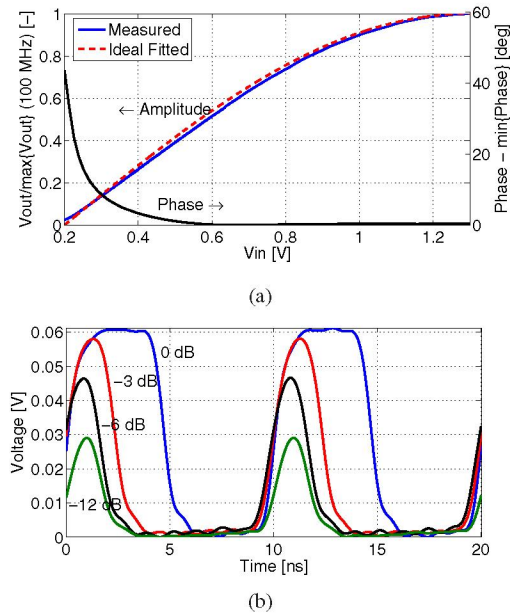 Measured
Ideal Fitted
← Amplitude
Phase →
Vout/max{Vout} (100 MHz) [-]
1
0.8
0.6
0.4
0.2
0
Phase - min{Phase} [deg]
60
40
20
0
0.2 0.4 0.6 0.8 1 1.2
Vin [V]
(a)
Voltage [V]
0.06
0.05
0.04
0.03
0.02
0.01
0
0 dB
-3 dB
-6 dB
-12 dB
0 5 10 15 20
Time [ns]
(b)